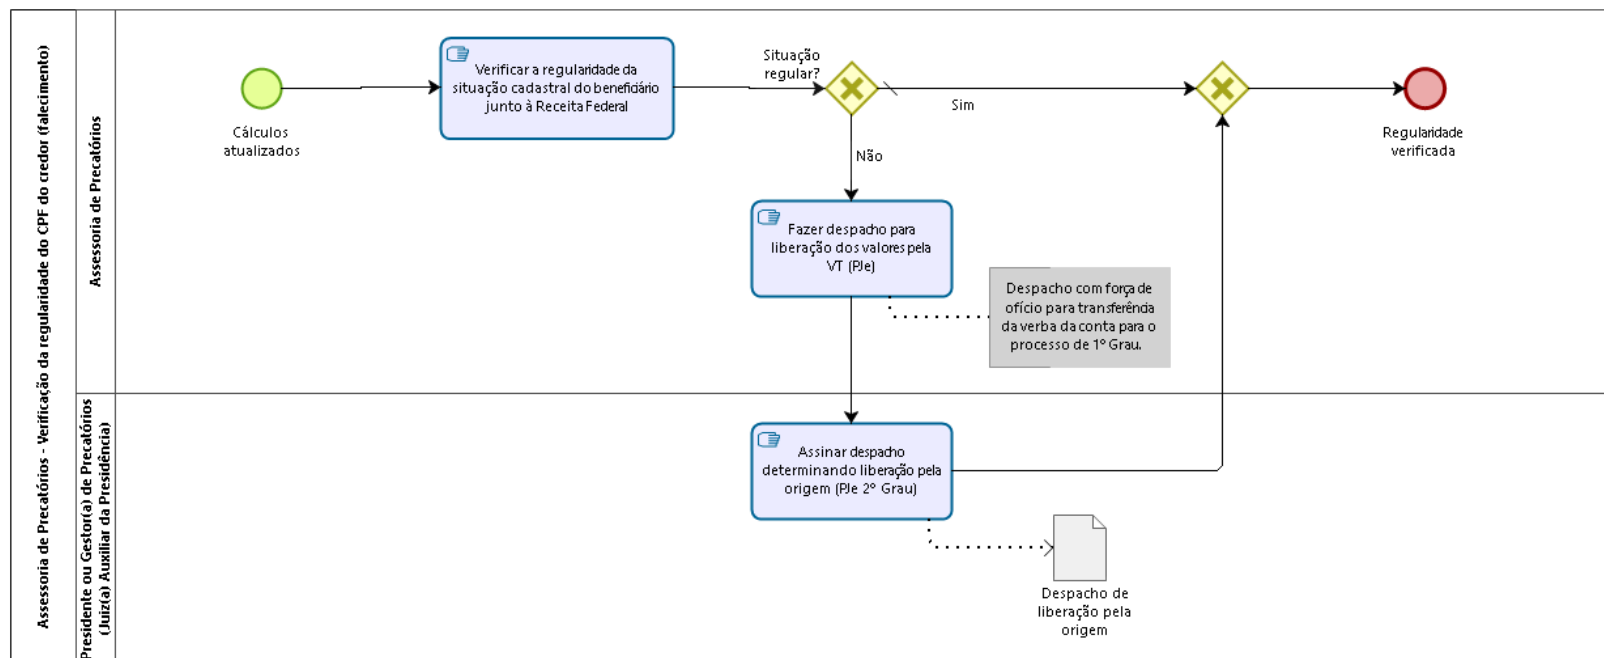 Assessoria de Precatórios - Verificação da regularidade do CPF do credor (falecimento)
Assessoria de Precatórios
Cálculos
atualizados
Verificar a regularidade da
situação cadastral do beneficiário
junto à Receita Federal
Situação
regular?
Sim
Não
Regularidade
verificada
Fazer despacho para
liberação dos valores pela
VT (PJe)
Despacho com força de
ofício para transferência
da verba da conta para o
processo de 1º Grau.
Presidente ou Gestor(a) de Precatórios
(Juiz(a) Auxiliar da Presidência)
Assinar despacho
determinando liberação pela
origem (PJe 2º Grau)
Despacho de
liberação pela
origem